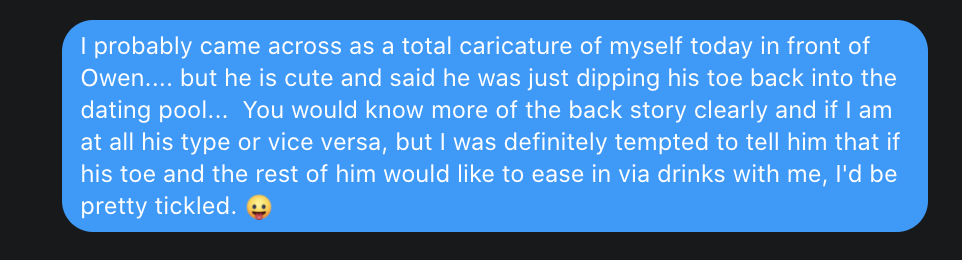 I probably came across as a total caricature of myself today in front of
Owen.... but he is cute and said he was just dipping his toe back into the
dating pool...  You would know more of the back story clearly and if I am
at all his type or vice versa, but I was definitely tempted to tell him that if
his toe and the rest of him would like to ease in via drinks with me, I'd be
pretty tickled. 😛